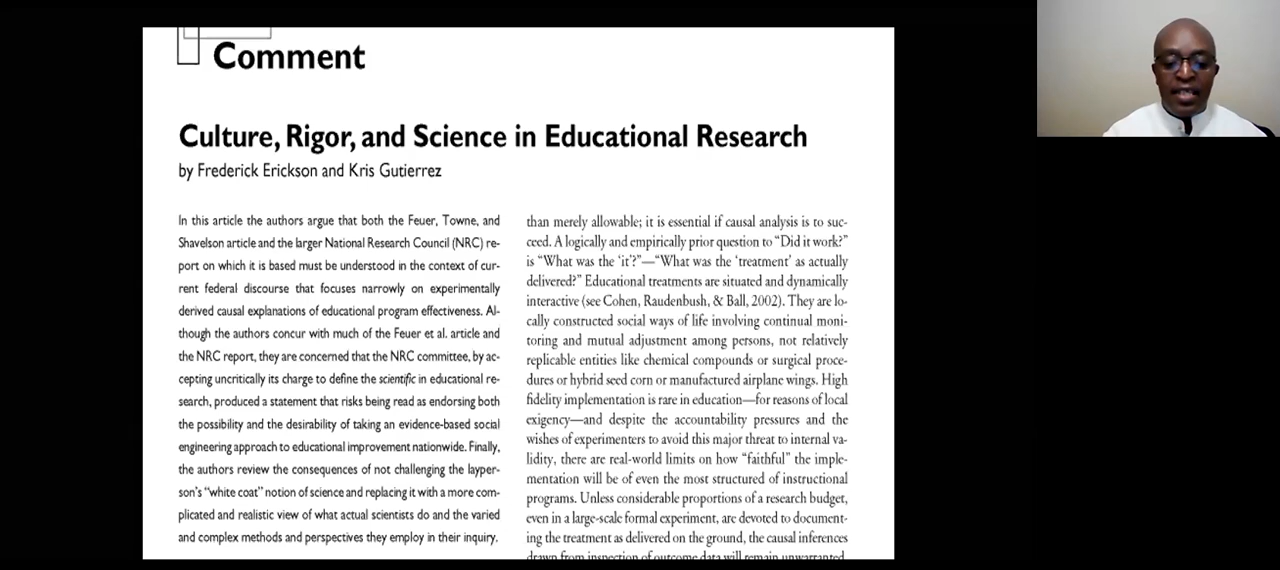 Comment
Culture, Rigor, and Science in Educational Research
by Frederick Erickson and Kris Gutierrez
In this article the authors argue that both the Feuer, Towne, and
Shavelson article and the larger National Research Council (NRC) re-
port on which it is based must be understood in the context of cur-
rent federal discourse that focuses narrowly on experimentally
derived causal explanations of educational program effectiveness. Al-
though the authors concur with much of the Feuer et al. article and
the NRC report, they are concerned that the NRC committee, by ac-
cepting uncritically its charge to define the scientific in educational re-
search, produced a statement that risks being read as endorsing both
the possibility and the desirability of taking an evidence-based social
engineering approach to educational improvement nationwide. Finally,
the authors review the consequences of not challenging the layper-
son's "white coat" notion of science and replacing it with a more com-
plicated and realistic view of what actual scientists do and the varied
and complex methods and perspectives they employ in their inquiry.
than merely allowable; it is essential if causal analysis is to suc-
ceed. A logically and empirically prior question to "Did it work?"
is "What was the 'it'?"—"What was the 'treatment' as actually
delivered?" Educational treatments are situated and dynamically
interactive (see Cohen, Raudenbush, & Ball, 2002). They are lo-
cally constructed social ways of life involving continual moni-
toring and mutual adjustment among persons, not relatively
replicable entities like chemical compounds or surgical proce-
dures or hybrid seed corn or manufactured airplane wings. High
fidelity implementation is rare in education—for reasons of local
exigency—and despite the accountability pressures and the
wishes of experimenters to avoid this major threat to internal va-
lidity, there are real-world limits on how "faithful" the imple-
mentation will be of even the most structured of instructional
programs. Unless considerable proportions of a research budget,
even in a large-scale formal experiment, are devoted to document-
ing the treatment as delivered on the ground, the causal inferences
drawn from inspection of outcome data will remain unwarranted.